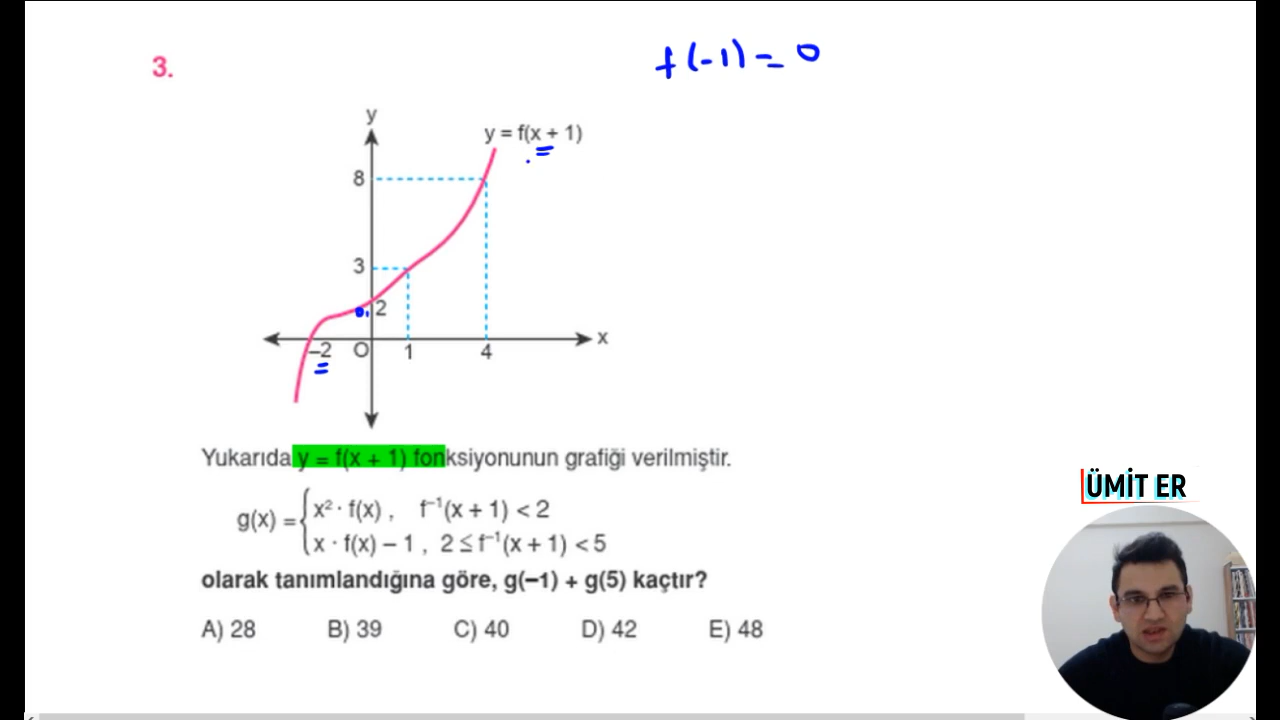 f(-1) = 0
3.
y
y = f(x + 1)
8
3
2
-2 O 1 4 x
Yukarıda y = f(x + 1) fonksiyonunun grafiği verilmiştir.
g(x) = { x² · f(x) , f⁻¹(x + 1) < 2
x · f(x) – 1 , 2 ≤ f⁻¹(x + 1) < 5
olarak tanımlandığına göre, g(–1) + g(5) kaçtır?
A) 28 B) 39 C) 40 D) 42 E) 48
ÜMİT ER